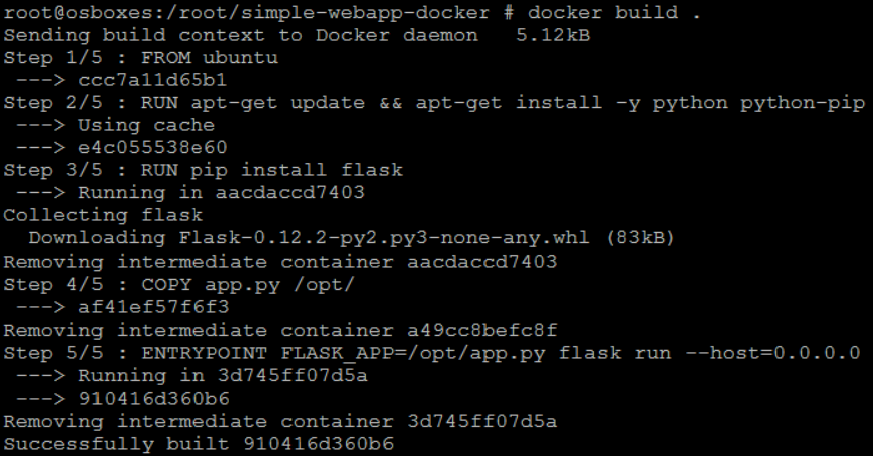 root@osboxes:/root/simple-webapp-docker # docker build .
Sending build context to Docker daemon   5.12kB
Step 1/5 : FROM ubuntu
 ---> ccc7a11d65b1
Step 2/5 : RUN apt-get update && apt-get install -y python python-pip
 ---> Using cache
 ---> e4c055538e60
Step 3/5 : RUN pip install flask
 ---> Running in aacdaccd7403
Collecting flask
  Downloading Flask-0.12.2-py2.py3-none-any.whl (83kB)
Removing intermediate container aacdaccd7403
Step 4/5 : COPY app.py /opt/
 ---> af41ef57f6f3
Removing intermediate container a49cc8befc8f
Step 5/5 : ENTRYPOINT FLASK_APP=/opt/app.py flask run --host=0.0.0.0
 ---> Running in 3d745ff07d5a
 ---> 910416d360b6
Removing intermediate container 3d745ff07d5a
Successfully built 910416d360b6